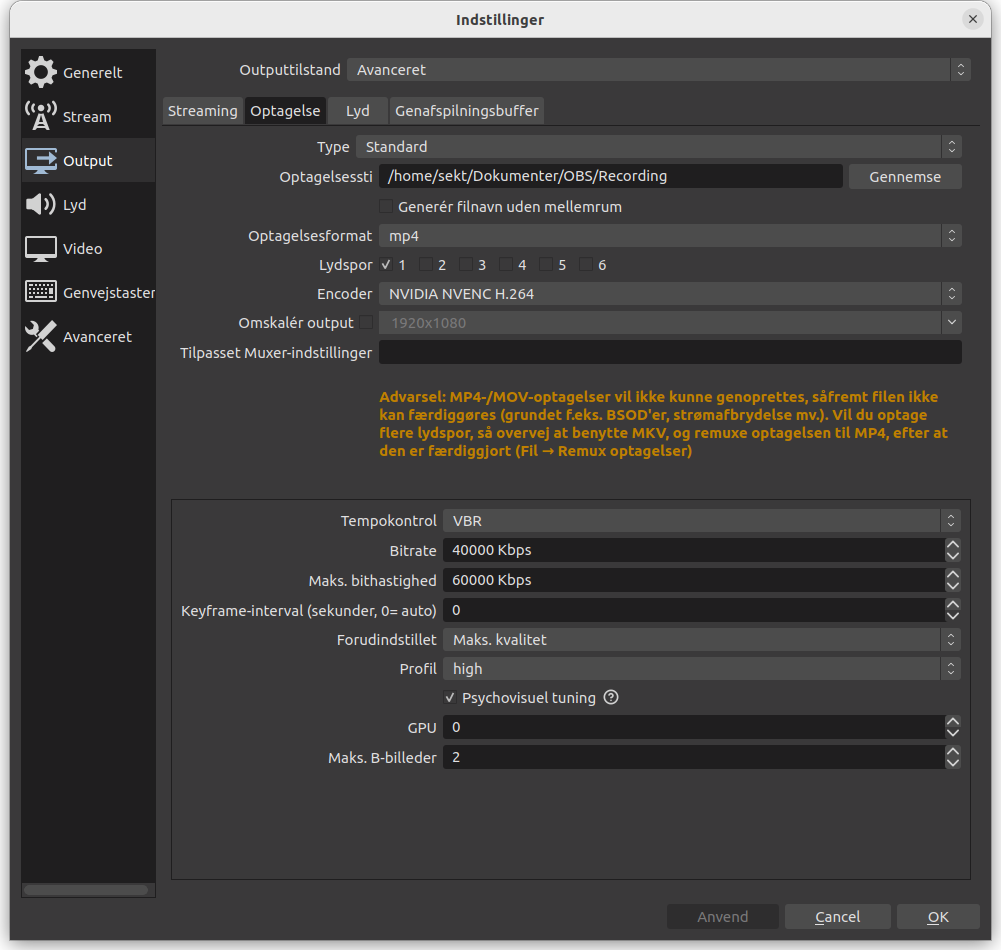 Indstillinger
Generelt
Stream
Output
Lyd
Video
Genvejstaster
Avanceret
Outputtilstand Avanceret
Streaming Optagelse Lyd Genafspilningsbuffer
Type Standard
Optagelsessti /home/sekt/Dokumenter/OBS/Recording Gennemse
Generér filnavn uden mellemrum
Optagelsesformat mp4
Lydspor 1 2 3 4 5 6
Encoder NVIDIA NVENC H.264
Omskalér output 1920x1080
Tilpasset Muxer-indstillinger
Advarsel: MP4-/MOV-optagelser vil ikke kunne genoprettes, såfremt filen ikke
kan færdiggøres (grundet f.eks. BSOD'er, strømafbrydelse mv.). Vil du optage
flere lydspor, så overvej at benytte MKV, og remuxe optagelsen til MP4, efter at
den er færdiggjort (Fil → Remux optagelser)
Tempokontrol VBR
Bitrate 40000 Kbps
Maks. bithastighed 60000 Kbps
Keyframe-interval (sekunder, 0= auto) 0
Forudindstillet Maks. kvalitet
Profil high
Psychovisuel tuning
GPU 0
Maks. B-billeder 2
Anvend Cancel OK